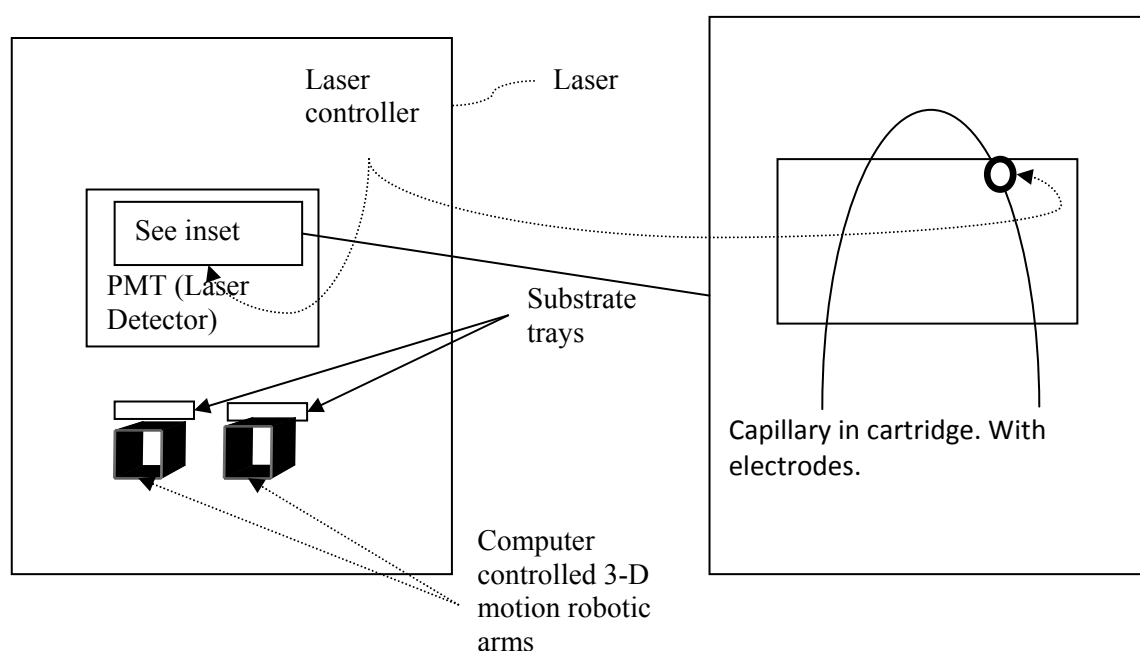 Laser
controller
Laser
See inset
PMT (Laser
Detector)
Substrate
trays
Capillary in cartridge. With
electrodes.
Computer
controlled 3-D
motion robotic
arms